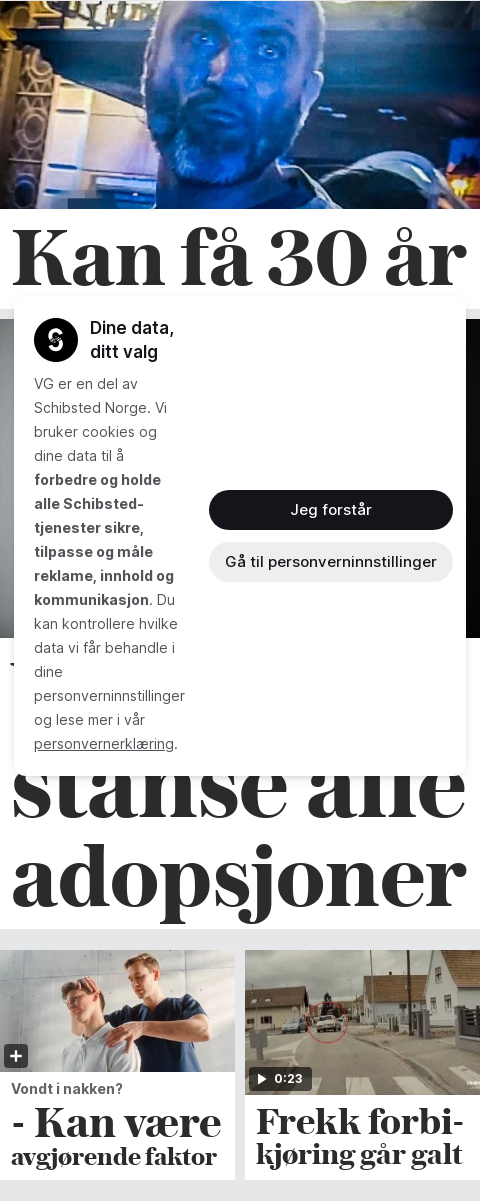 Kan få 30 år
Dine data,
ditt valg
VG er en del av
Schibsted Norge. Vi
bruker cookies og
dine data til å
forbedre og holde
alle Schibsted-
tjenester sikre,
tilpasse og måle
reklame, innhold og
kommunikasjon. Du
kan kontrollere hvilke
data vi får behandle i
dine
personverninnstillinger
og lese mer i vår
personvernerklæring.
Jeg forstår
Gå til personverninnstillinger
stanse alle
adopsjoner
0:23
Vondt i nakken?
- Kan være
avgjørende faktor
Frekk forbi-
kjøring går galt